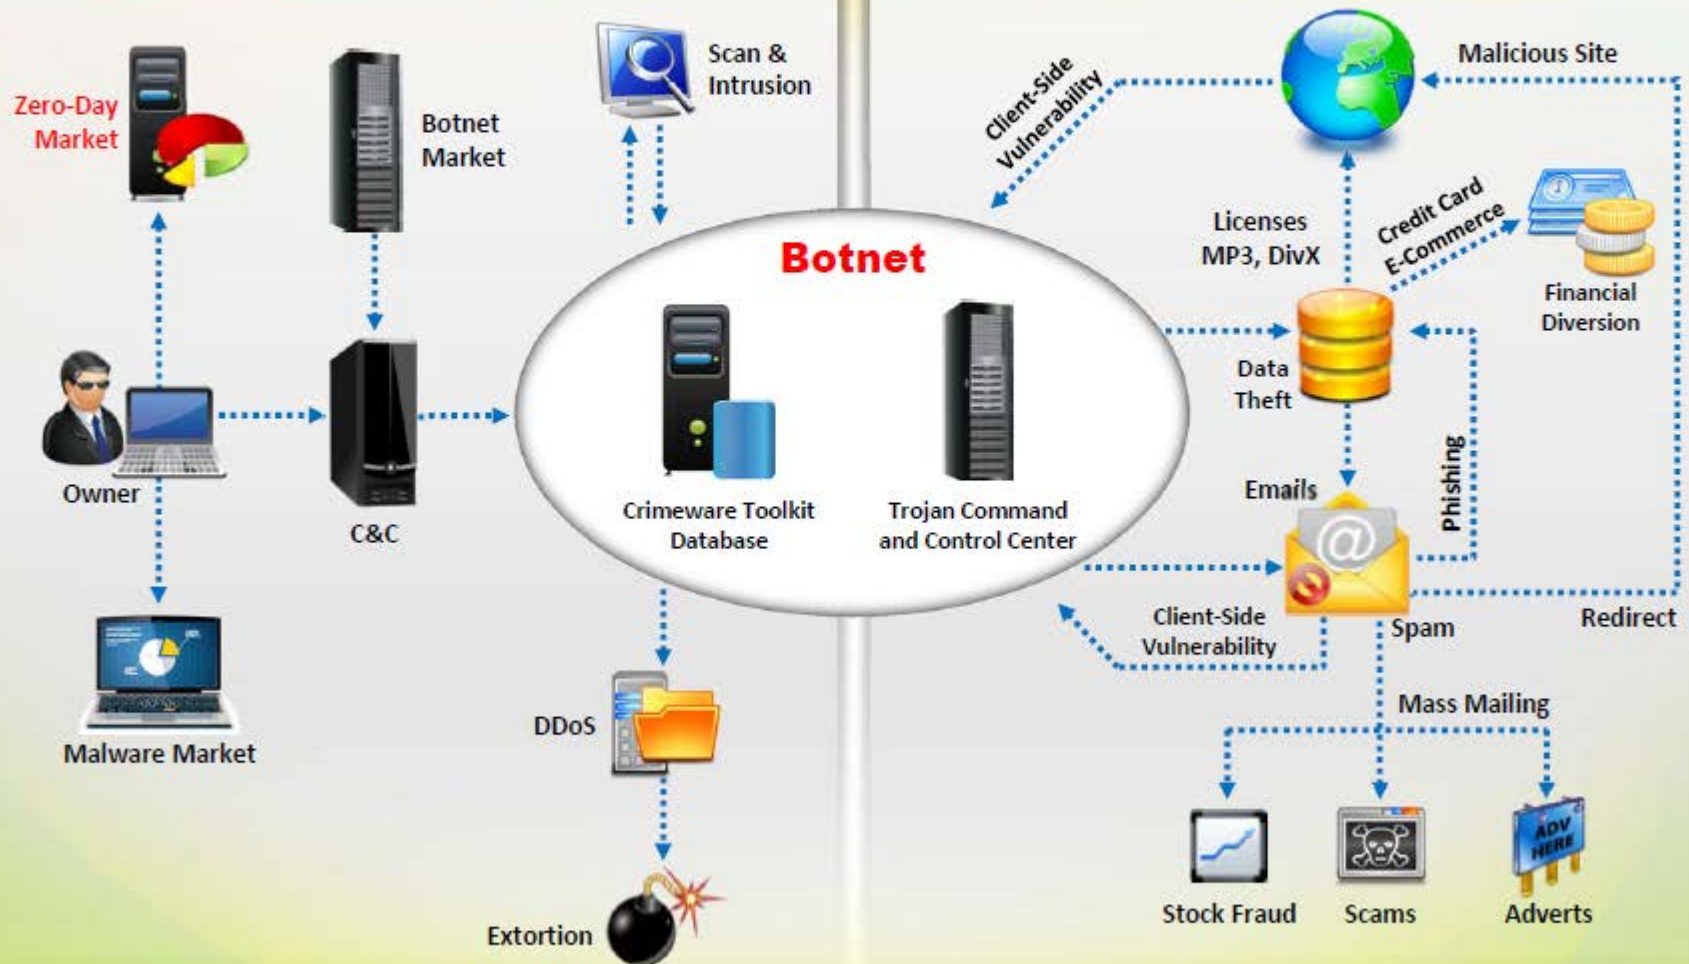 Zero-Day
Market
Botnet
Market
Scan &
Intrusion
Client-Side
Vulnerability
Malicious Site
Licenses
MP3, DivX
Credit Card
E-Commerce
Financial
Diversion
Botnet
Data
Theft
Owner
C&C
Crimeware Toolkit
Database
Trojan Command
and Control Center
Emails
@
Phishing
Client-Side
Vulnerability
Spam
Redirect
Malware Market
DDoS
Mass Mailing
ADV
HERE
Extortion
Stock Fraud
Scams
Adverts